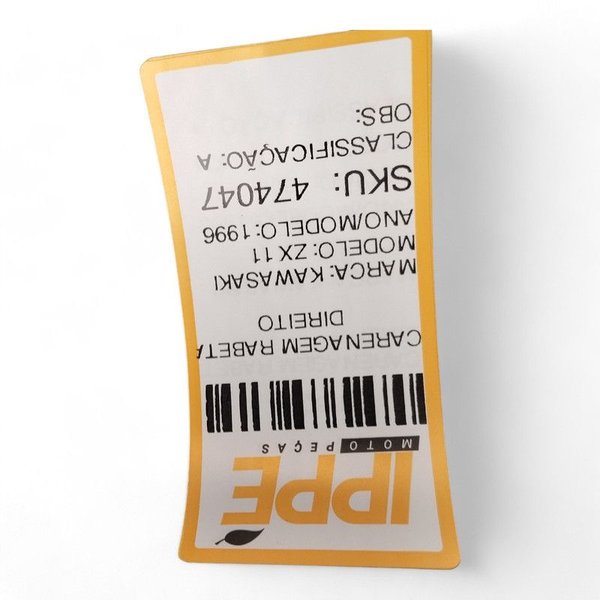 IPPE
MOTO PEÇAS
CARENAGEM RABETA
DIREITO
MARCA: KAWASAKI
MODELO: ZX 11
ANO/MODELO: 1996
SKU: 474047
CLASSIFICAÇÃO: A
OBS: